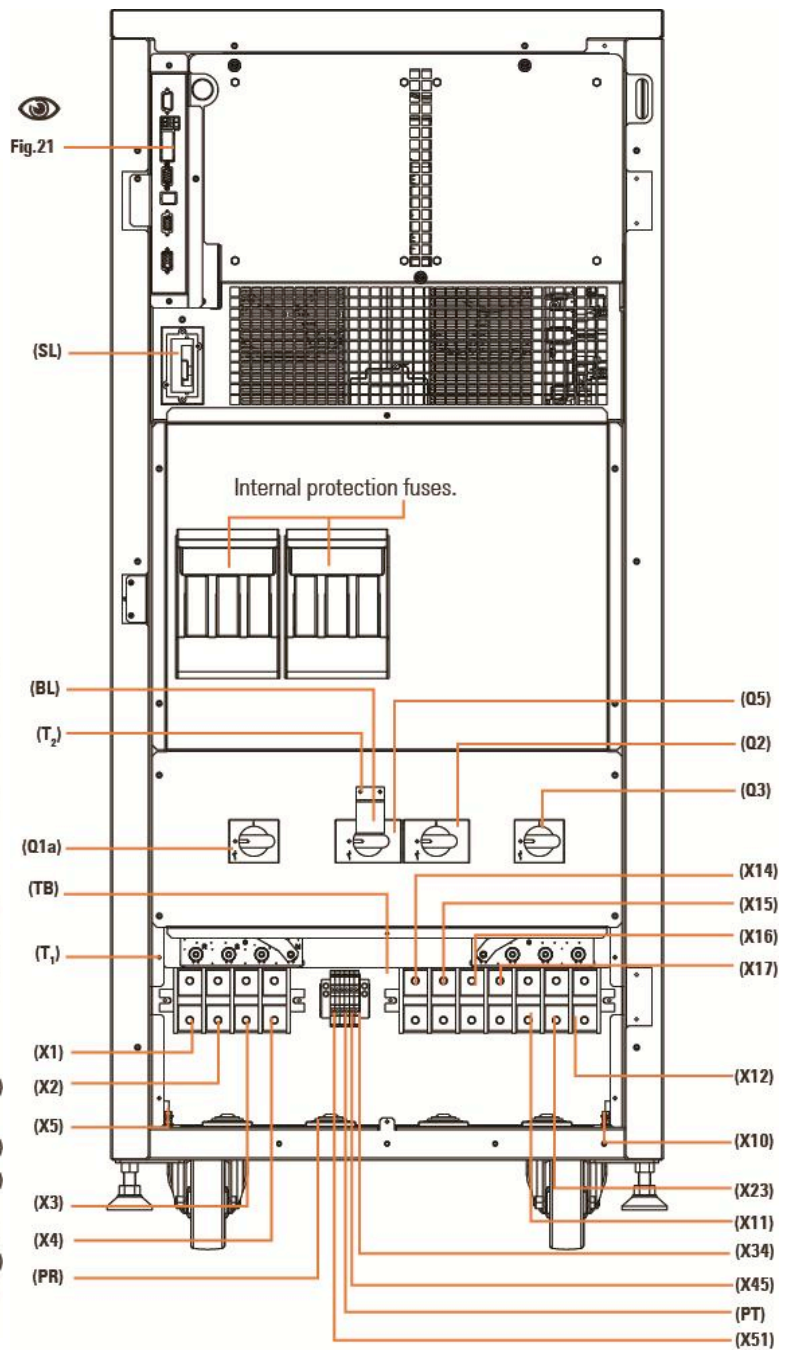 Fig.21
(SL)
Internal protection fuses.
(BL)
(T2)
(Q1a)
(TB)
(T1)
(X1)
(X2)
(X5)
(X3)
(X4)
(PR)
(Q5)
(Q2)
(Q3)
(X14)
(X15)
(X16)
(X17)
(X12)
(X10)
(X23)
(X11)
(X34)
(X45)
(PT)
(X51)